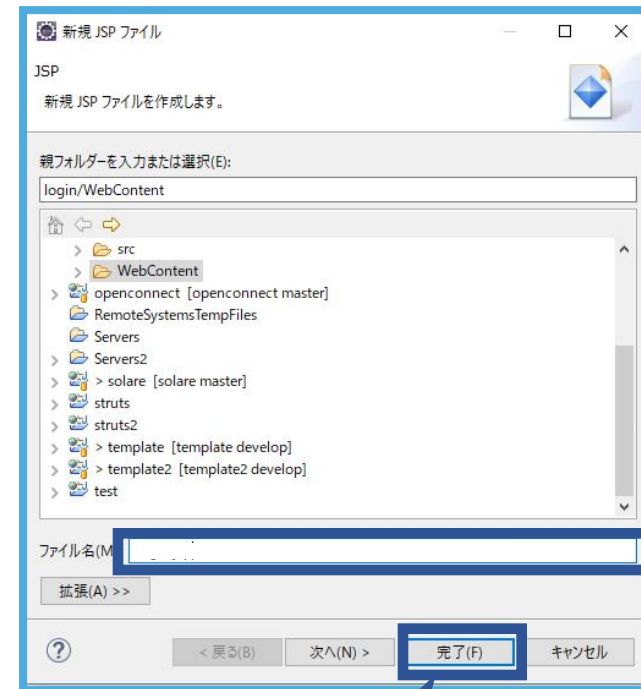 新規 JSP ファイル
JSP
新規 JSP ファイルを作成します。
親フォルダーを入力または選択(E):
login/WebContent
src
WebContent
openconnect [openconnect master]
RemoteSystemsTempFiles
Servers
Servers2
> solare [solare master]
struts
struts2
> template [template develop]
> template2 [template2 develop]
test
ファイル名(M
拡張(A) >>
< 戻る(B) 次へ(N) > 完了(F) キャンセル